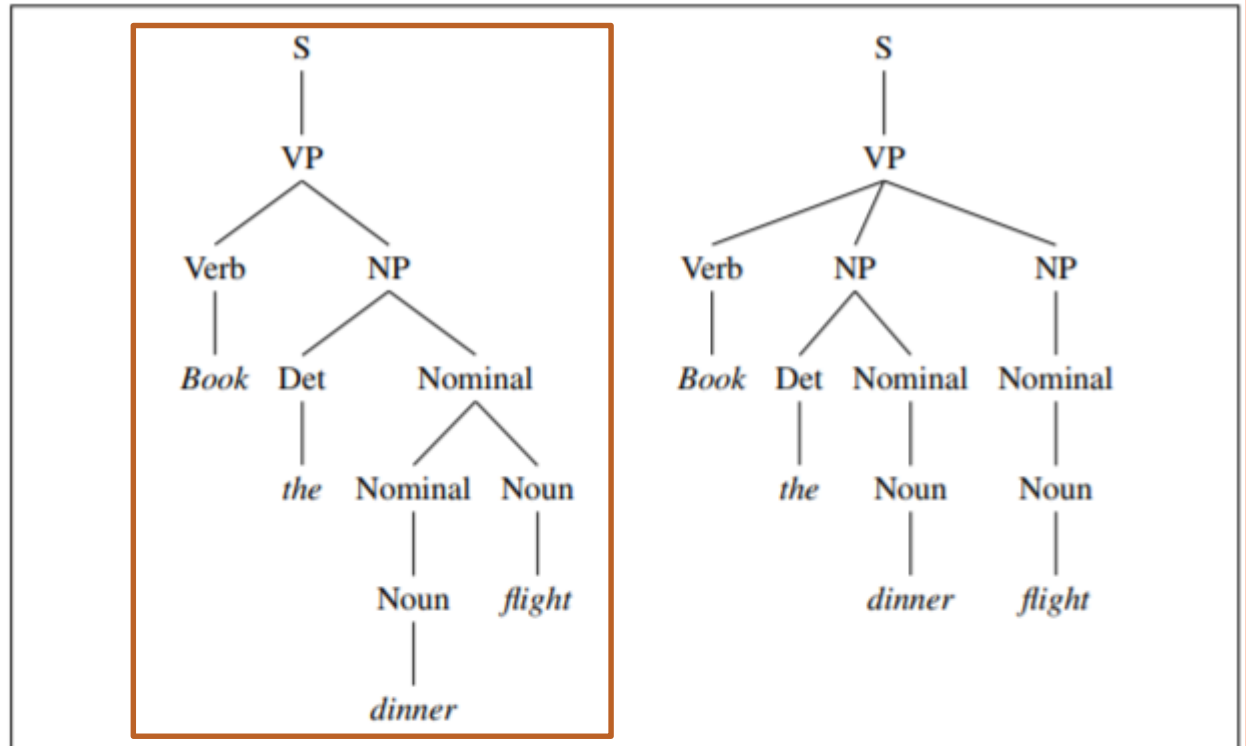 S S
VP VP
Verb NP Verb NP NP
Book Det Nominal Book Det Nominal Nominal
the Nominal Noun the Noun Noun
Noun flight dinner flight
dinner